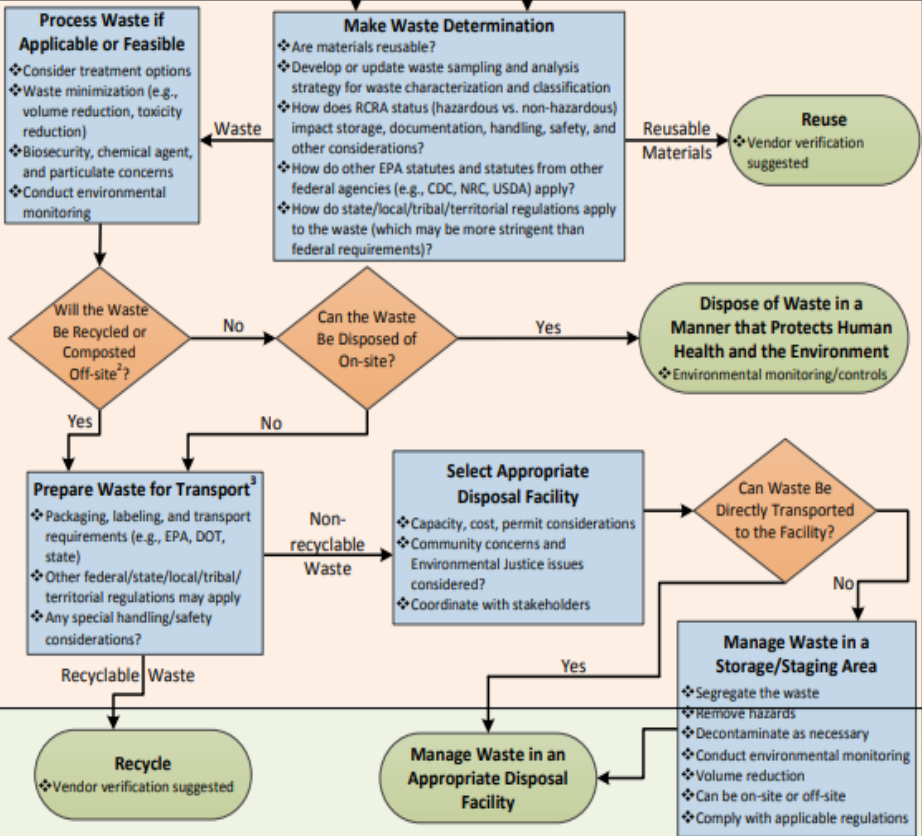 Process Waste if
Applicable or Feasible
❖Consider treatment options
❖Waste minimization (e.g.,
volume reduction, toxicity
reduction)
❖Biosecurity, chemical agent,
and particulate concerns
❖Conduct environmental
monitoring
Waste
Make Waste Determination
❖Are materials reusable?
❖Develop or update waste sampling and analysis
strategy for waste characterization and classification
❖How does RCRA status (hazardous vs. non-hazardous)
impact storage, documentation, handling, safety, and
other considerations?
❖How do other EPA statutes and statutes from other
federal agencies (e.g., CDC, NRC, USDA) apply?
❖How do state/local/tribal/territorial regulations apply
to the waste (which may be more stringent than
federal requirements)?
Reusable
Materials
Reuse
❖Vendor verification
suggested
Will the Waste
Be Recycled or
Composted
Off-site²?
No
Can the Waste
Be Disposed of
On-site?
Yes
Dispose of Waste in a
Manner that Protects Human
Health and the Environment
❖Environmental monitoring/controls
Yes
No
Prepare Waste for Transport³
❖Packaging, labeling, and transport
requirements (e.g., EPA, DOT,
state)
❖Other federal/state/local/tribal/
territorial regulations may apply
❖Any special handling/safety
considerations?
Non-
recyclable
Waste
Select Appropriate
Disposal Facility
❖Capacity, cost, permit considerations
❖Community concerns and
Environmental Justice issues
considered?
❖Coordinate with stakeholders
Can Waste Be
Directly Transported
to the Facility?
No
Yes
Recyclable Waste
Manage Waste in a
Storage/Staging Area
❖Segregate the waste
❖Remove hazards
❖Decontaminate as necessary
❖Conduct environmental monitoring
❖Volume reduction
❖Can be on-site or off-site
❖Comply with applicable regulations
Recycle
❖Vendor verification suggested
Manage Waste in an
Appropriate Disposal
Facility